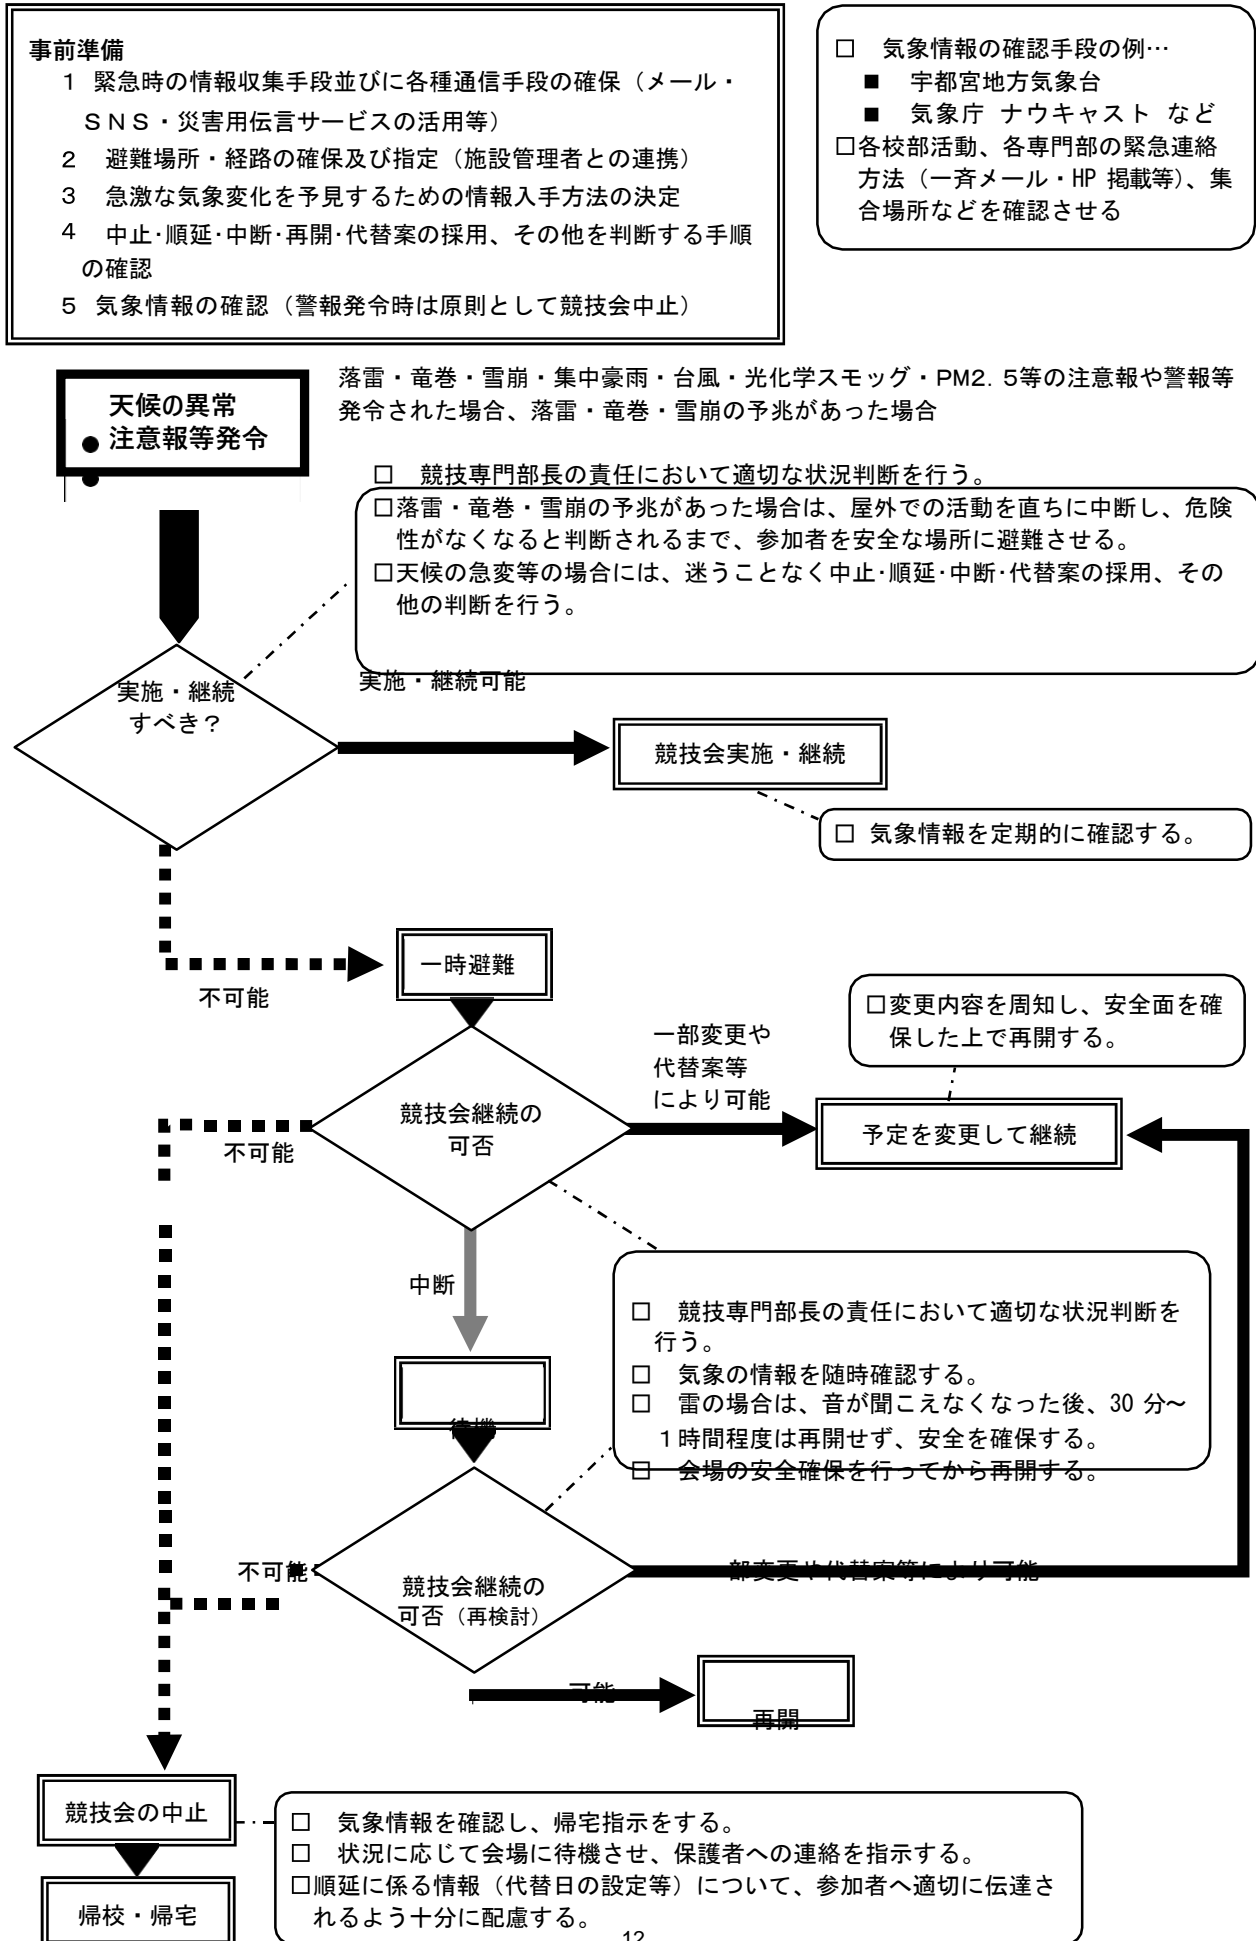 事前準備
1 緊急時の情報収集手段並びに各種通信手段の確保（メール・
ＳＮＳ・災害用伝言サービスの活用等）
2 避難場所・経路の確保及び指定（施設管理者との連携）
3 急激な気象変化を予見するための情報入手方法の決定
4 中止･順延･中断･再開･代替案の採用、その他を判断する手順
の確認
5 気象情報の確認（警報発令時は原則として競技会中止）
□ 気象情報の確認手段の例…
■ 宇都宮地方気象台
■ 気象庁 ナウキャスト など
□各校部活動、各専門部の緊急連絡
方法（一斉メール・HP 掲載等）、集
合場所などを確認させる
天候の異常
● 注意報等発令
●
落雷・竜巻・雪崩・集中豪雨・台風・光化学スモッグ・PM2．5等の注意報や警報等
発令された場合、落雷・竜巻・雪崩の予兆があった場合
□ 競技専門部長の責任において適切な状況判断を行う。
□落雷・竜巻・雪崩の予兆があった場合は、屋外での活動を直ちに中断し、危険
性がなくなると判断されるまで、参加者を安全な場所に避難させる。
□天候の急変等の場合には、迷うことなく中止･順延･中断･代替案の採用、その
他の判断を行う。
実施・継続可能
実施・継続
すべき？
競技会実施・継続
□ 気象情報を定期的に確認する。
一時避難
不可能
□変更内容を周知し、安全面を確
保した上で再開する。
一部変更や
代替案等
により可能
競技会継続の
可否
予定を変更して継続
不可能
中断
□ 競技専門部長の責任において適切な状況判断を
行う。
□ 気象の情報を随時確認する。
□ 雷の場合は、音が聞こえなくなった後、30 分～
１時間程度は再開せず、安全を確保する。
□ 会場の安全確保を行ってから再開する。
待機
不可能
部変更や代替案等により可能
競技会継続の
可否（再検討）
可能
再開
競技会の中止
□ 気象情報を確認し、帰宅指示をする。
□ 状況に応じて会場に待機させ、保護者への連絡を指示する。
□順延に係る情報（代替日の設定等）について、参加者へ適切に伝達さ
れるよう十分に配慮する。
帰校・帰宅
12